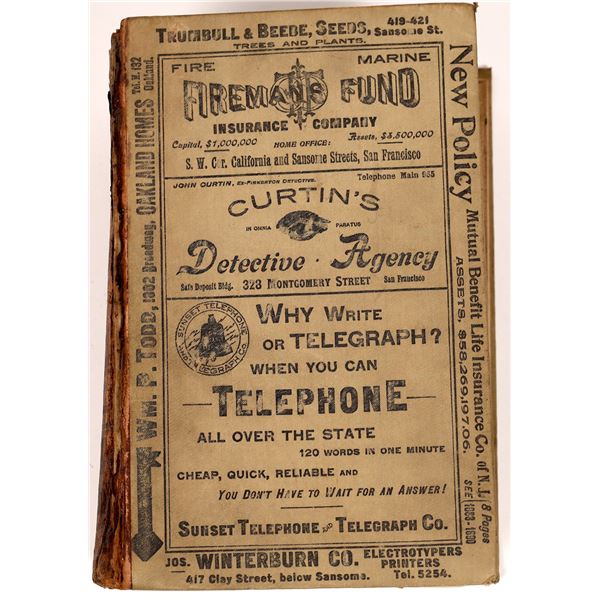 TRUMBULL & BEEBE, SEEDS, 419-421
TREES AND PLANTS. Sansome St.
FIRE MARINE
FIREMAN'S FUND
INSURANCE COMPANY
Capital, $1,000,000 HOME OFFICE: Assets, $3,500,000
S. W. Cor. California and Sansome Streets, San Francisco
JOHN CURTIN, EX-PINKERTON DETECTIVE. Telephone Main 985
CURTIN'S
IN OMNIA PARATUS
Detective · Agency
Safe Deposit Bldg. 328 MONTGOMERY STREET San Francisco
SUNSET TELEPHONE
AND TELEGRAPH CO.
WHY WRITE
OR TELEGRAPH?
WHEN YOU CAN
TELEPHONE
ALL OVER THE STATE
120 WORDS IN ONE MINUTE
CHEAP, QUICK, RELIABLE AND
YOU DON'T HAVE TO WAIT FOR AN ANSWER!
SUNSET TELEPHONE AND TELEGRAPH CO.
JOS. WINTERBURN CO. ELECTROTYPERS
PRINTERS
417 Clay Street, below Sansome. Tel. 5254.
WM. P. TODD, 1002 Broadway, OAKLAND HOMES Tel. H. 132
Oakland.
New Policy Mutual Benefit Life Insurance Co. of N.J. 8 Pages
ASSETS, $58,269,197.06. SEE 1683-1690